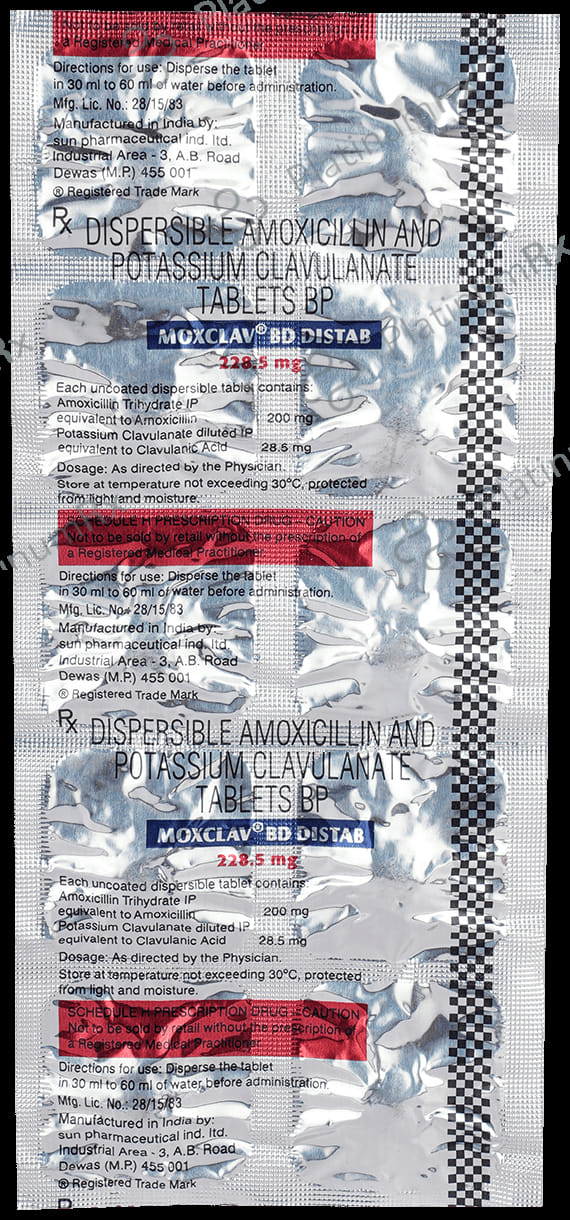 Not to be sold by retail without the prescription of
a Registered Medical Practitioner.
Directions for use: Disperse the tablet
in 30 ml to 60 ml of water before administration.
Mfg. Lic. No.: 28/15/83
Manufactured in India by:
sun pharmaceutical ind. ltd.
Industrial Area - 3, A.B. Road
Dewas (M.P.) 455 001
® Registered Trade Mark
Rx DISPERSIBLE AMOXICILLIN AND
POTASSIUM CLAVULANATE
TABLETS BP
MOXCLAV® BD DISTAB
228.5 mg
Each uncoated dispersible tablet contains:
Amoxicillin Trihydrate IP
equivalent to Amoxicillin 200 mg
Potassium Clavulanate diluted IP
equivalent to Clavulanic Acid 28.5 mg
Dosage: As directed by the Physician.
Store at temperature not exceeding 30°C, protected
from light and moisture.
SCHEDULE H PRESCRIPTION DRUG - CAUTION
Not to be sold by retail without the prescription of
a Registered Medical Practitioner.
Directions for use: Disperse the tablet
in 30 ml to 60 ml of water before administration.
Mfg. Lic. No.: 28/15/83
Manufactured in India by:
sun pharmaceutical ind. ltd.
Industrial Area - 3, A.B. Road
Dewas (M.P.) 455 001
® Registered Trade Mark
Rx DISPERSIBLE AMOXICILLIN AND
POTASSIUM CLAVULANATE
TABLETS BP
MOXCLAV® BD DISTAB
228.5 mg
Each uncoated dispersible tablet contains:
Amoxicillin Trihydrate IP
equivalent to Amoxicillin 200 mg
Potassium Clavulanate diluted IP
equivalent to Clavulanic Acid 28.5 mg
Dosage: As directed by the Physician.
Store at temperature not exceeding 30°C, protected
from light and moisture.
SCHEDULE H PRESCRIPTION DRUG - CAUTION
Not to be sold by retail without the prescription of
a Registered Medical Practitioner.
Directions for use: Disperse the tablet
in 30 ml to 60 ml of water before administration.
Mfg. Lic. No.: 28/15/83
Manufactured in India by:
sun pharmaceutical ind. ltd.
Industrial Area - 3, A.B. Road
Dewas (M.P.) 455 001
® Registered Trade Mark
PlatinumRx